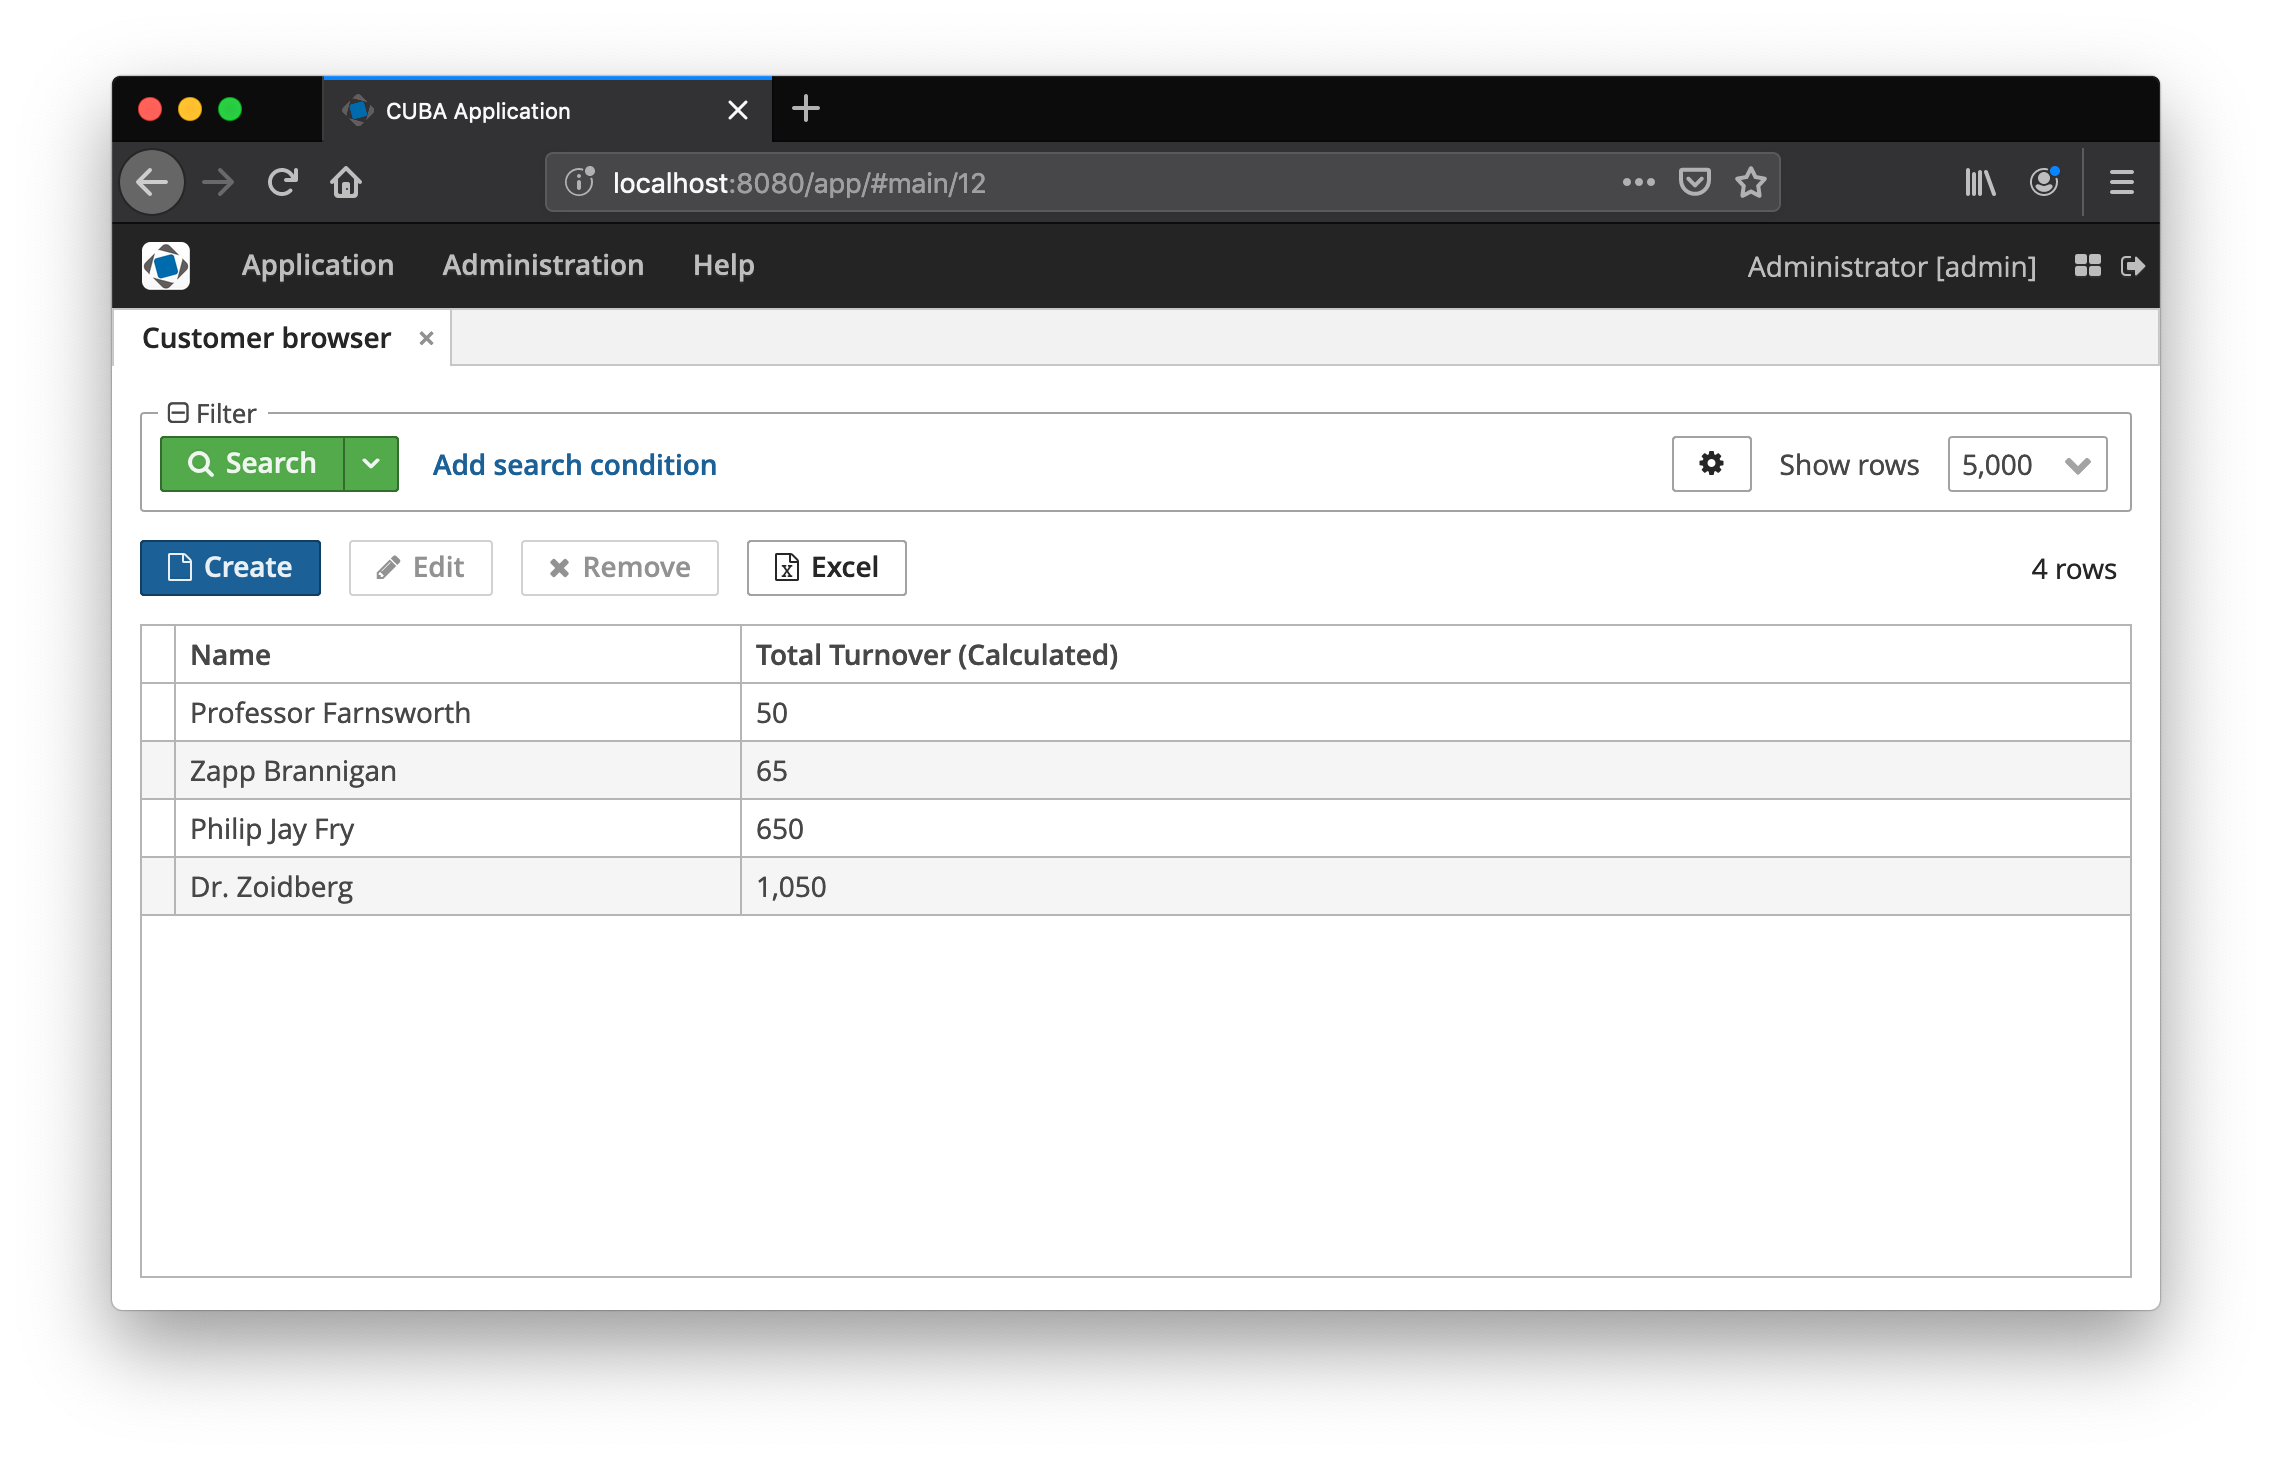 CUBA Application
localhost:8080/app/#main/12
Application Administration Help Administrator [admin]
Customer browser
Filter
Search Add search condition Show rows 5,000
Create Edit Remove Excel 4 rows
Name Total Turnover (Calculated)
Professor Farnsworth 50
Zapp Brannigan 65
Philip Jay Fry 650
Dr. Zoidberg 1,050